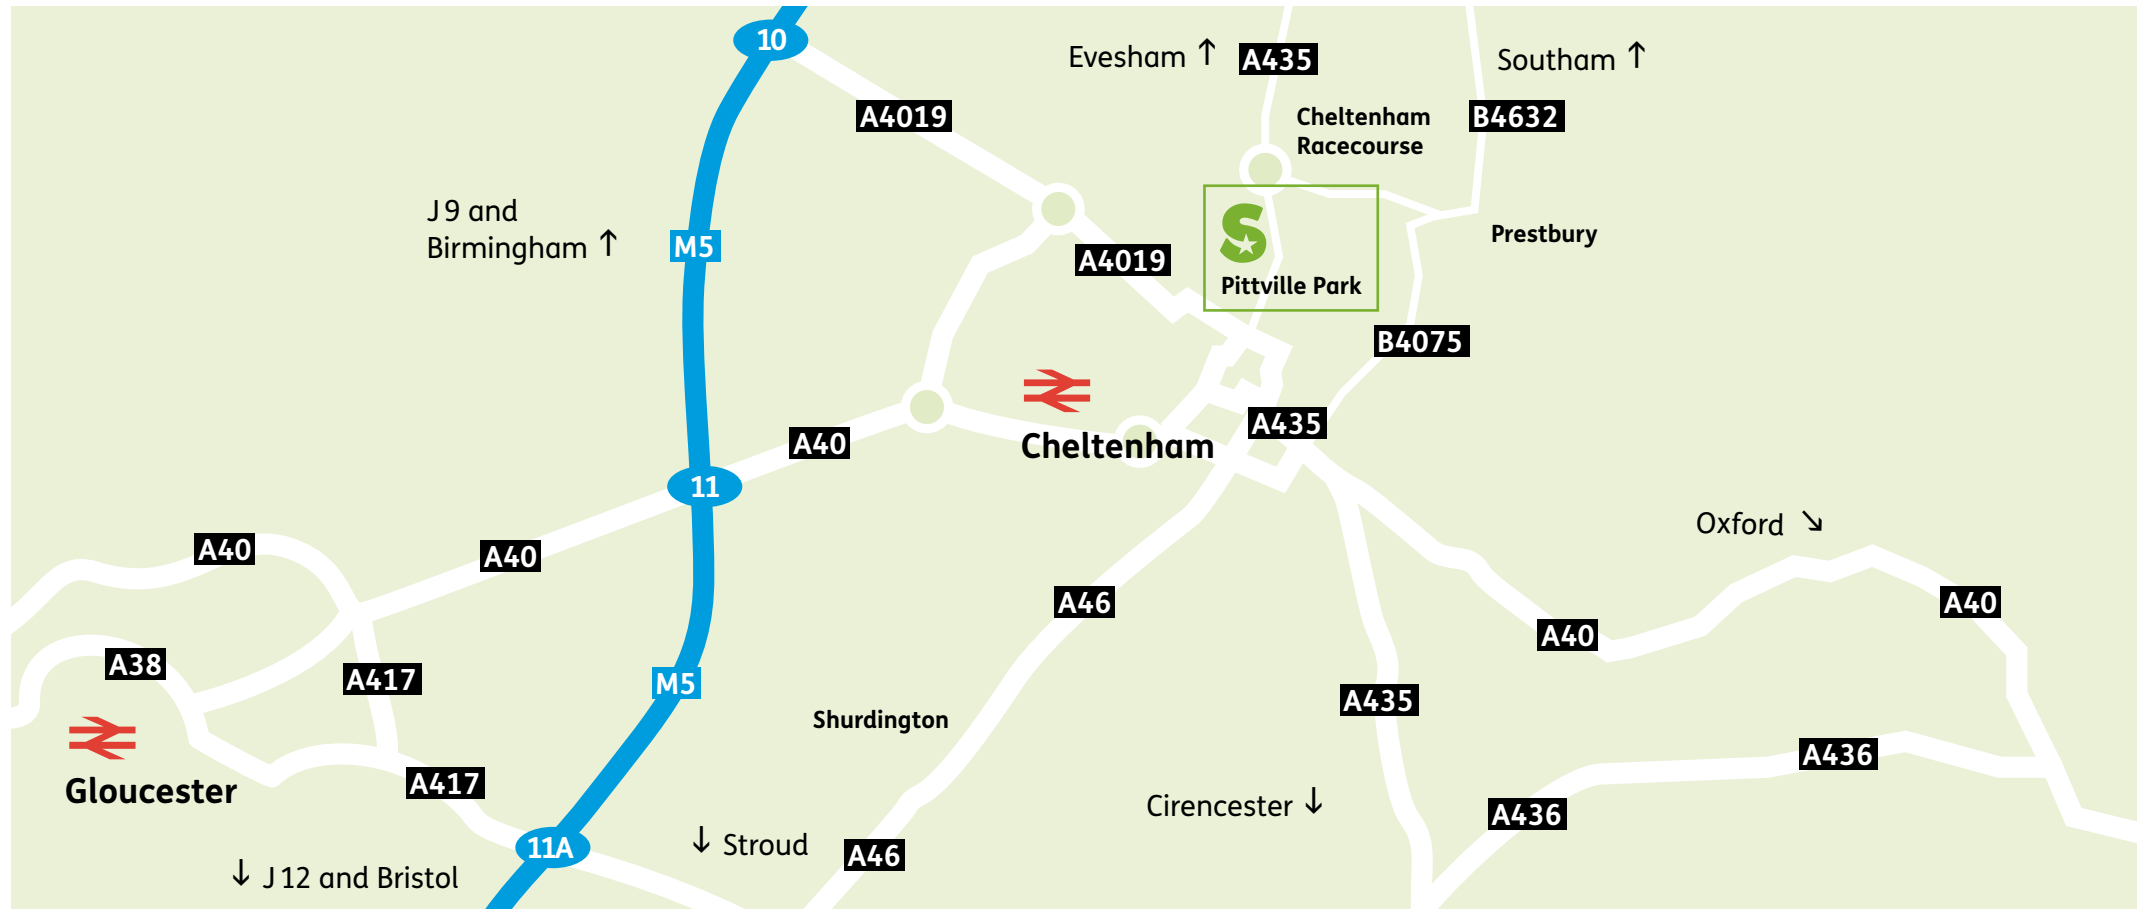 10
Evesham ↑
A435
Southam ↑
A4019
Cheltenham
Racecourse
B4632
J9 and
Birmingham ↑
M5
A4019
S
Pittville Park
Prestbury
B4075
A40
Cheltenham
A435
11
A40
A40
Oxford ↘
A46
A40
A40
A38
A417
M5
Shurdington
A435
Gloucester
A417
Cirencester ↓
A436
A436
11A
↓ Stroud
A46
↓ J12 and Bristol